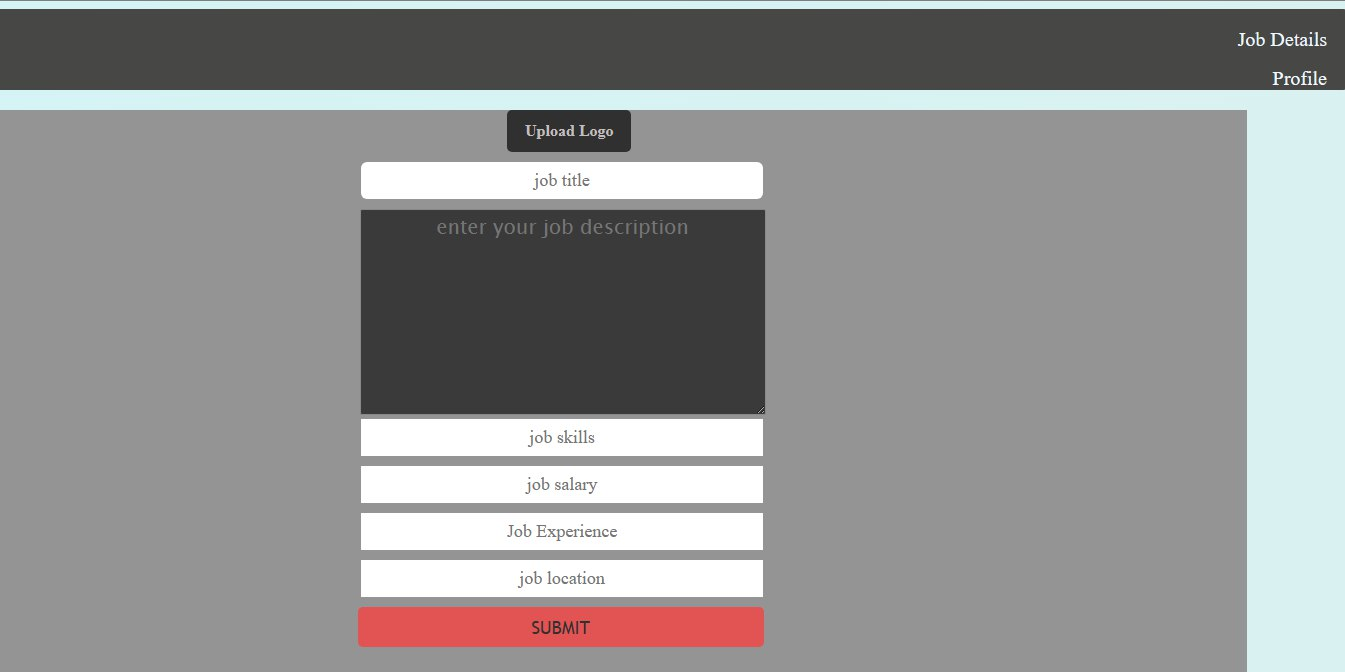 Job Details
Profile
Upload Logo
job title
enter your job description
job skills
job salary
Job Experience
job location
SUBMIT